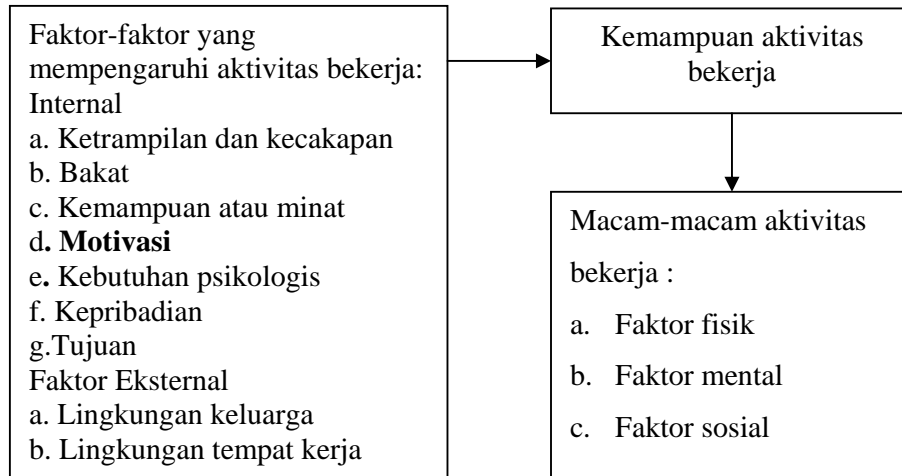 Faktor-faktor yang
mempengaruhi aktivitas bekerja:
Internal
a. Ketrampilan dan kecakapan
b. Bakat
c. Kemampuan atau minat
d. Motivasi
e. Kebutuhan psikologis
f. Kepribadian
g.Tujuan
Faktor Eksternal
a. Lingkungan keluarga
b. Lingkungan tempat kerja
Kemampuan aktivitas
bekerja
Macam-macam aktivitas
bekerja :
a. Faktor fisik
b. Faktor mental
c. Faktor sosial